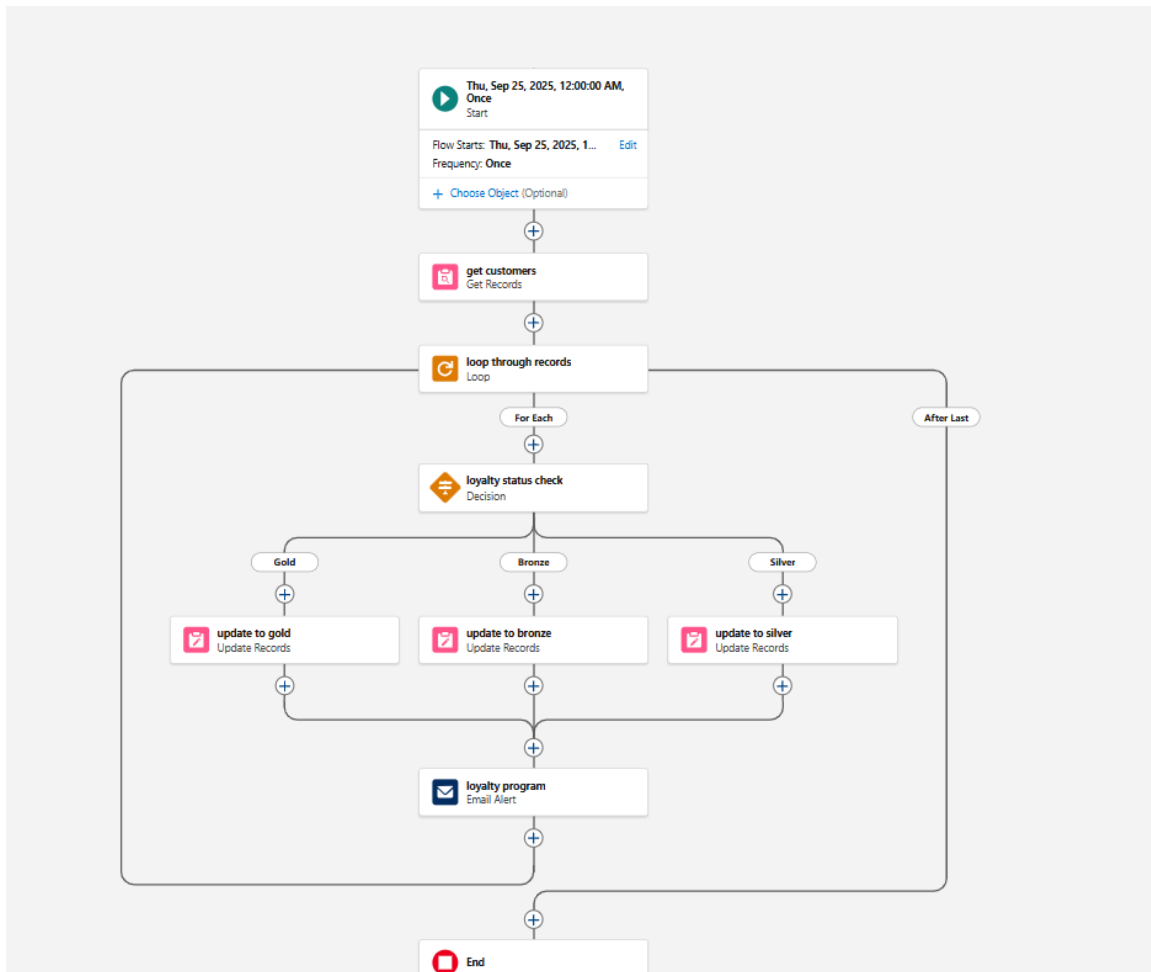 Thu, Sep 25, 2025, 12:00:00 AM,
Once
Start
Flow Starts: Thu, Sep 25, 2025, 1... Edit
Frequency: Once
+ Choose Object (Optional)
get customers
Get Records
loop through records
Loop
For Each
After Last
loyalty status check
Decision
Gold
Bronze
Silver
update to gold
Update Records
update to bronze
Update Records
update to silver
Update Records
loyalty program
Email Alert
End